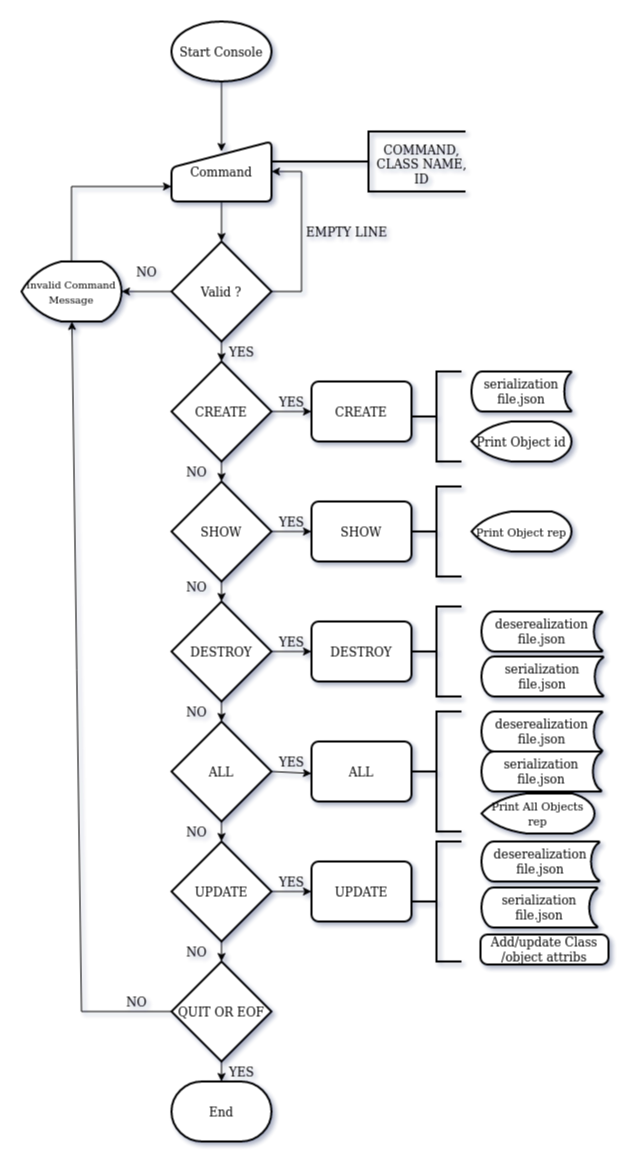 Start Console
Command
COMMAND,
CLASS NAME,
ID
EMPTY LINE
Invalid Command
Message
NO
Valid ?
YES
CREATE
YES
CREATE
serialization
file.json
Print Object id
NO
SHOW
YES
SHOW
Print Object rep
NO
DESTROY
YES
DESTROY
deserealization
file.json
serialization
file.json
NO
ALL
YES
ALL
deserealization
file.json
serialization
file.json
Print All Objects
rep
NO
UPDATE
YES
UPDATE
deserealization
file.json
serialization
file.json
Add/update Class
/object attribs
NO
QUIT OR EOF
NO
YES
End